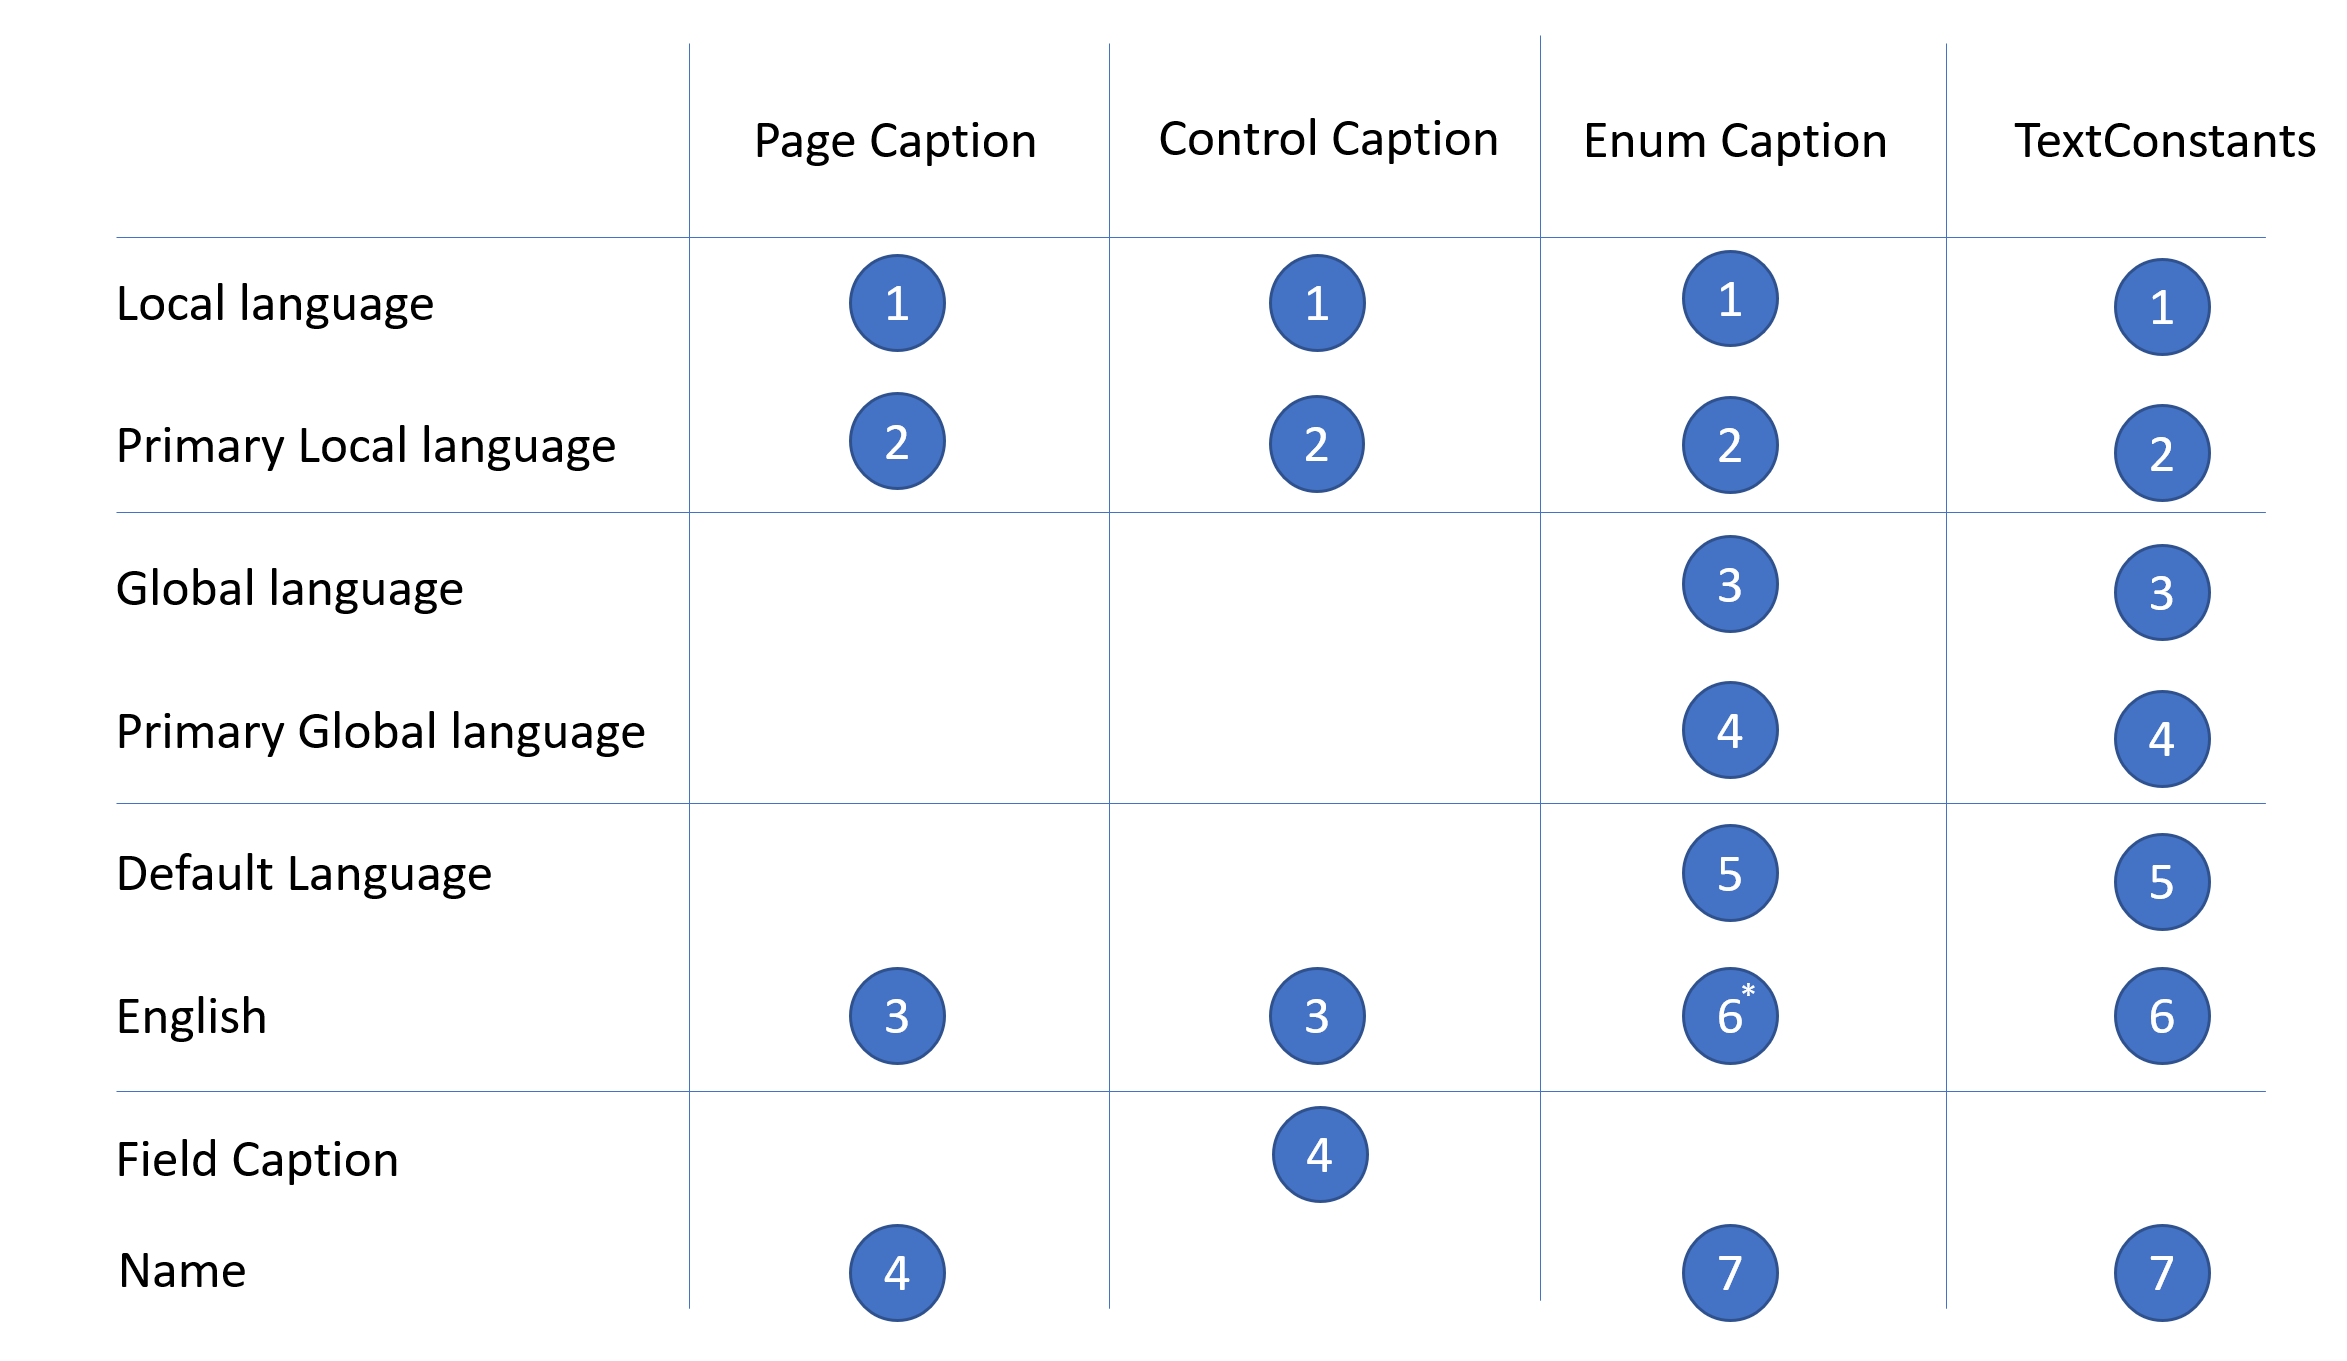 Page Caption Control Caption Enum Caption TextConstants
Local language 1 1 1 1
Primary Local language 2 2 2 2
Global language 3 3
Primary Global language 4 4
Default Language 5 5
English 3 3 6* 6
Field Caption 4
Name 4 7 7